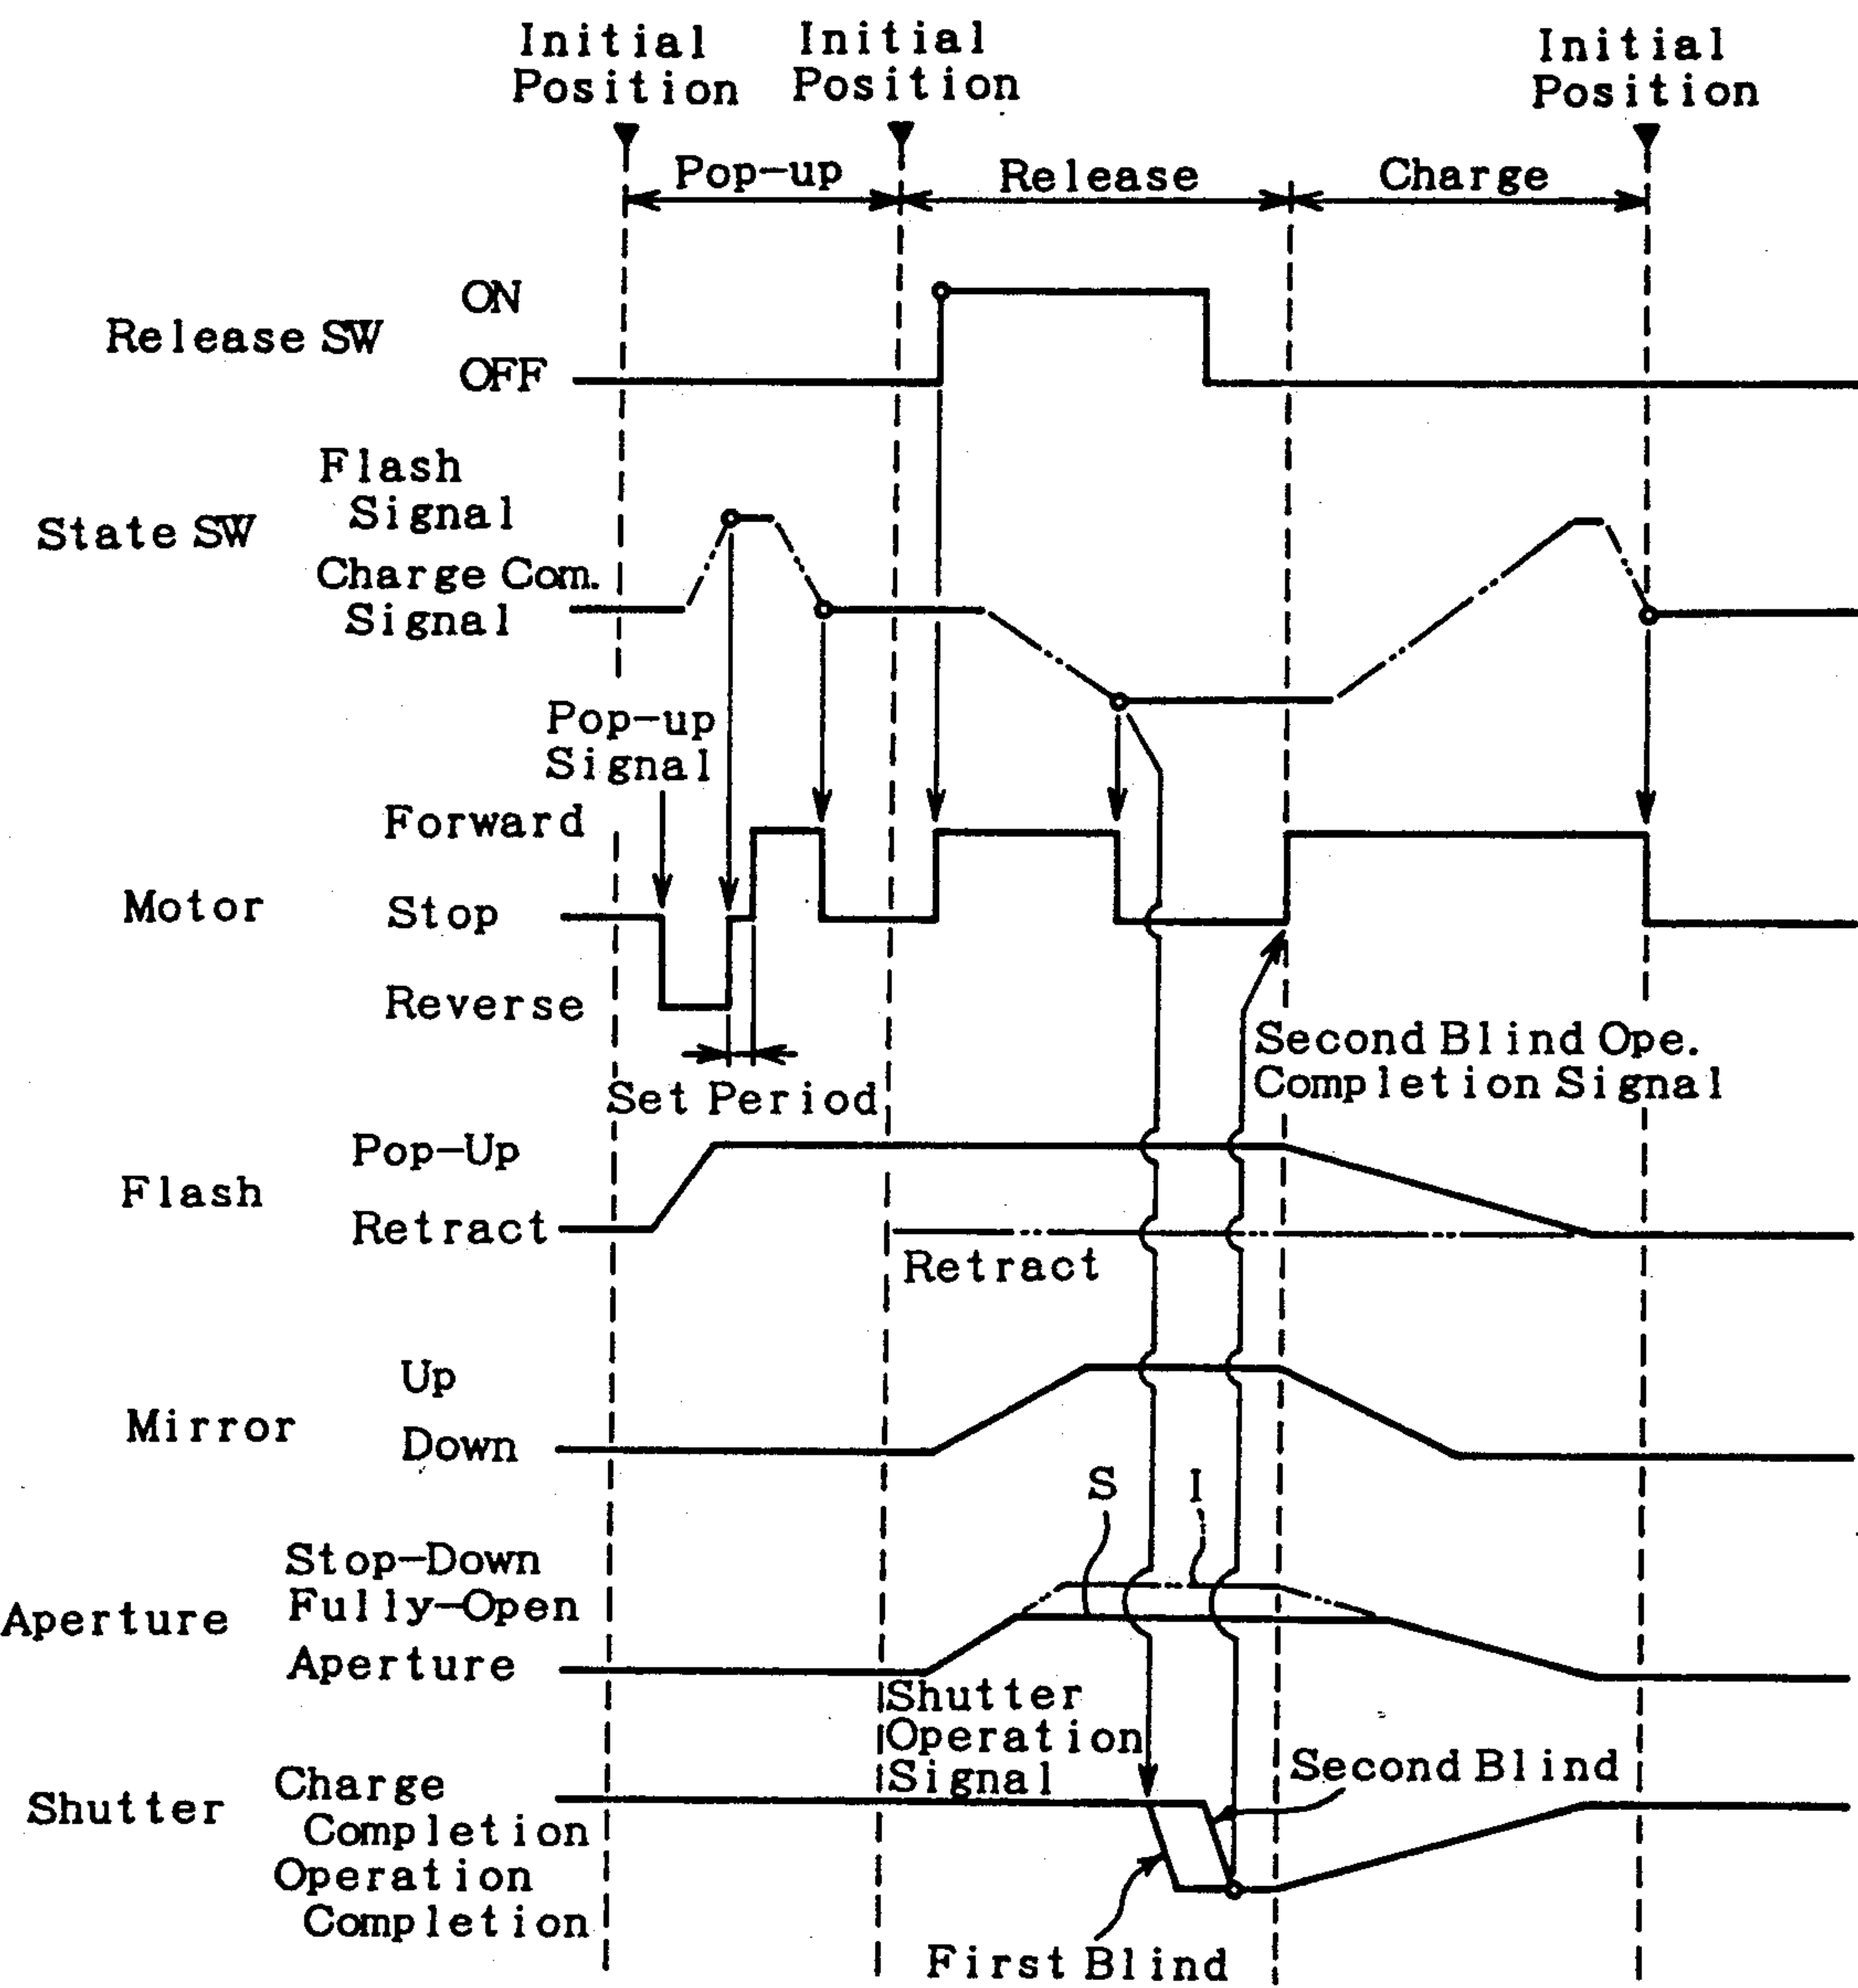 Initial
Position
Initial
Position
Initial
Position
Pop-up
Release
Charge
Release SW
ON
OFF
State SW
Flash
Signal
Charge Com.
Signal
Pop-up
Signal
Motor
Forward
Stop
Reverse
Set Period
Second Blind Ope.
Completion Signal
Flash
Pop-Up
Retract
Retract
Mirror
Up
Down
S
I
Aperture
Stop-Down
Fully-Open
Aperture
Shutter
Operation
Signal
Shutter
Charge
Completion
Operation
Completion
Second Blind
First Blind